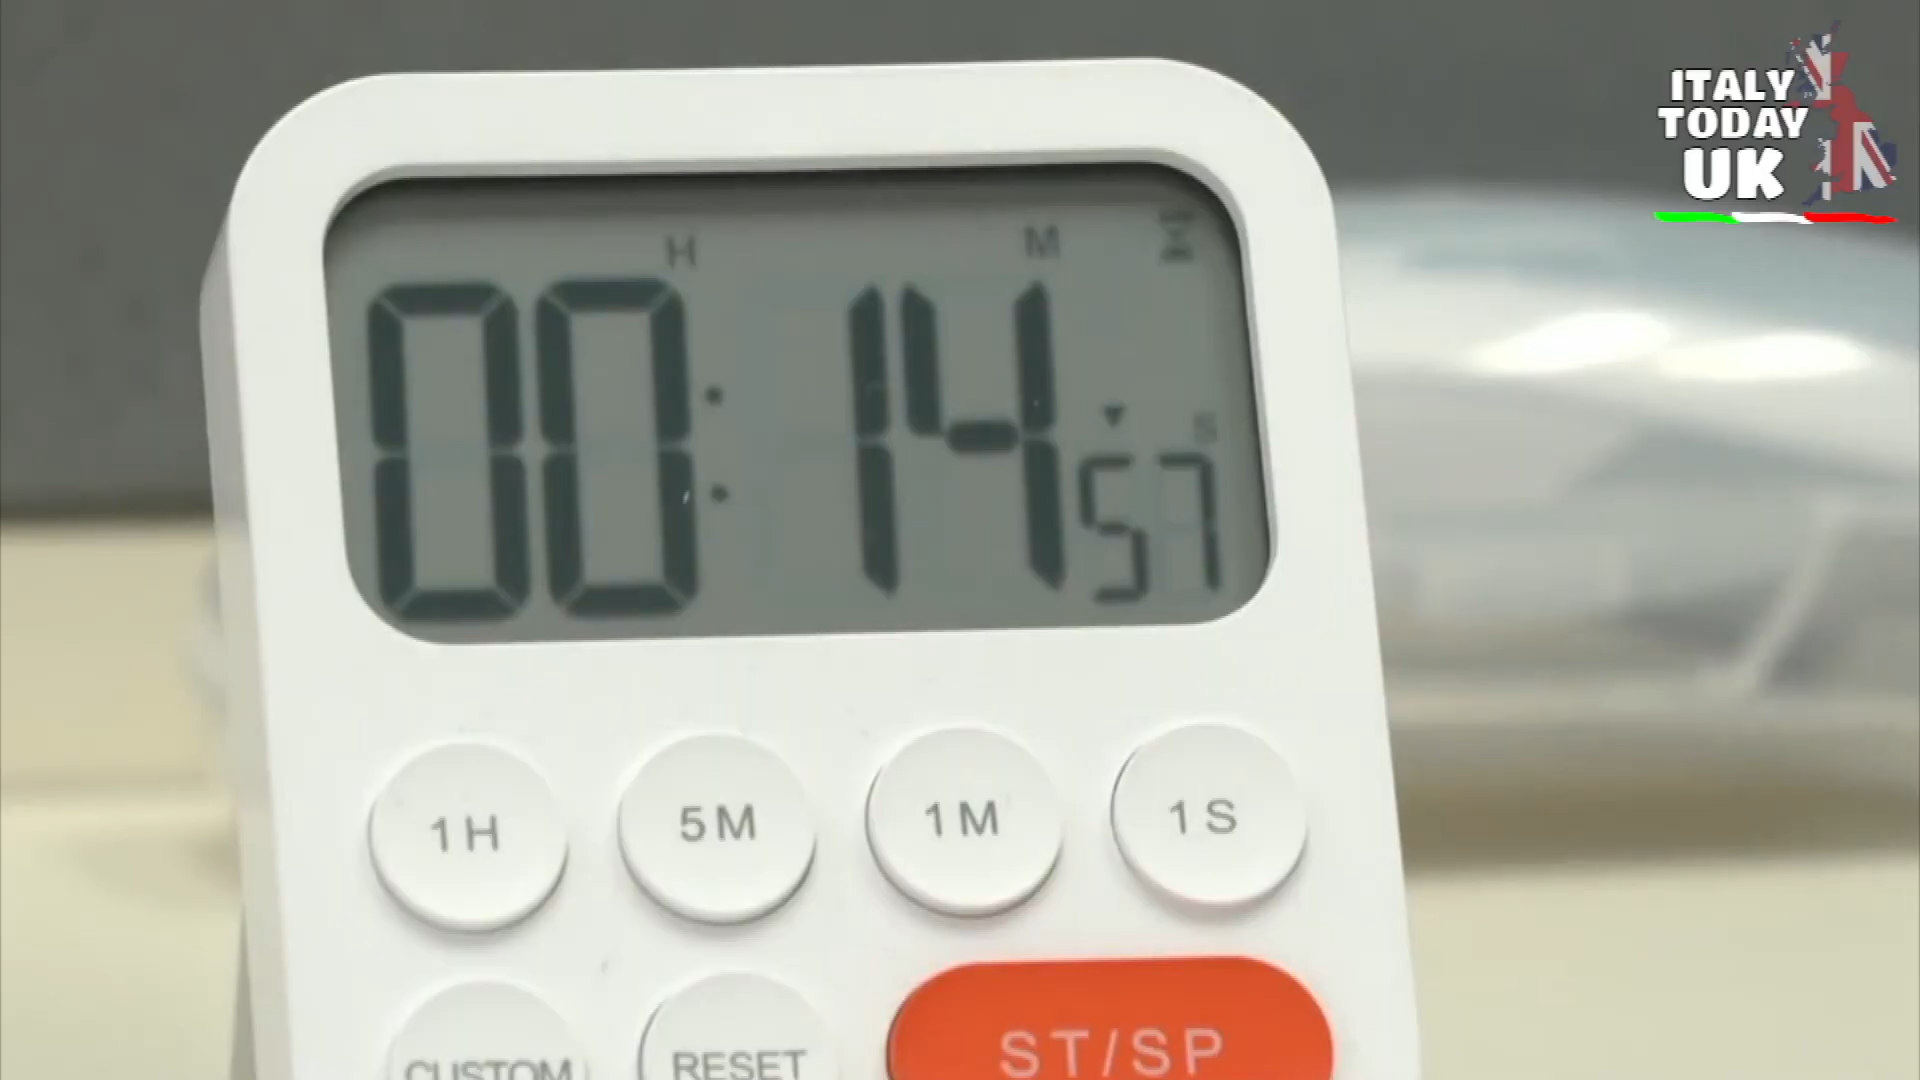 ITALY
TODAY
UK
H M
00:14 57
S
1H 5M 1M 1S
CUSTOM RESET ST/SP